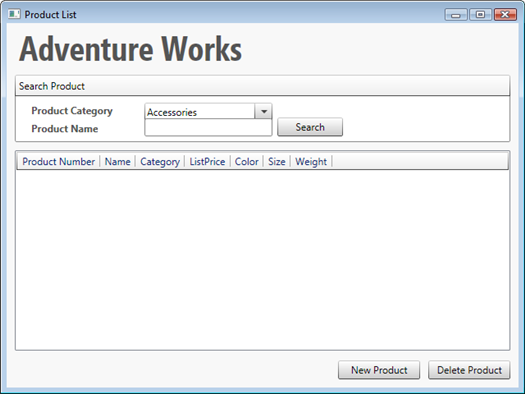 Product List
Adventure Works
Search Product
Product Category Accessories
Product Name Search
Product Number Name Category ListPrice Color Size Weight
New Product Delete Product